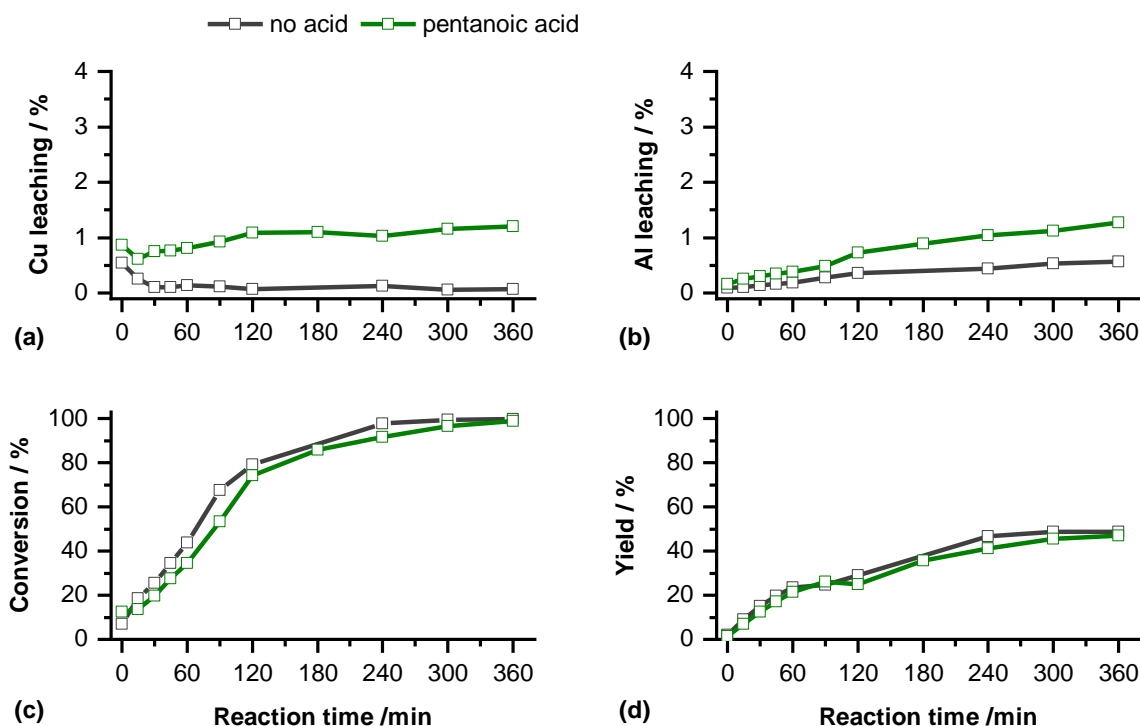 no acid pentanoic acid
Cu leaching / %
4
3
2
1
0
0 60 120 180 240 300 360
(a)
Al leaching / %
4
3
2
1
0
0 60 120 180 240 300 360
(b)
Conversion / %
100
80
60
40
20
0
0 60 120 180 240 300 360
(c)
Reaction time /min
Yield / %
100
80
60
40
20
0
0 60 120 180 240 300 360
(d)
Reaction time /min